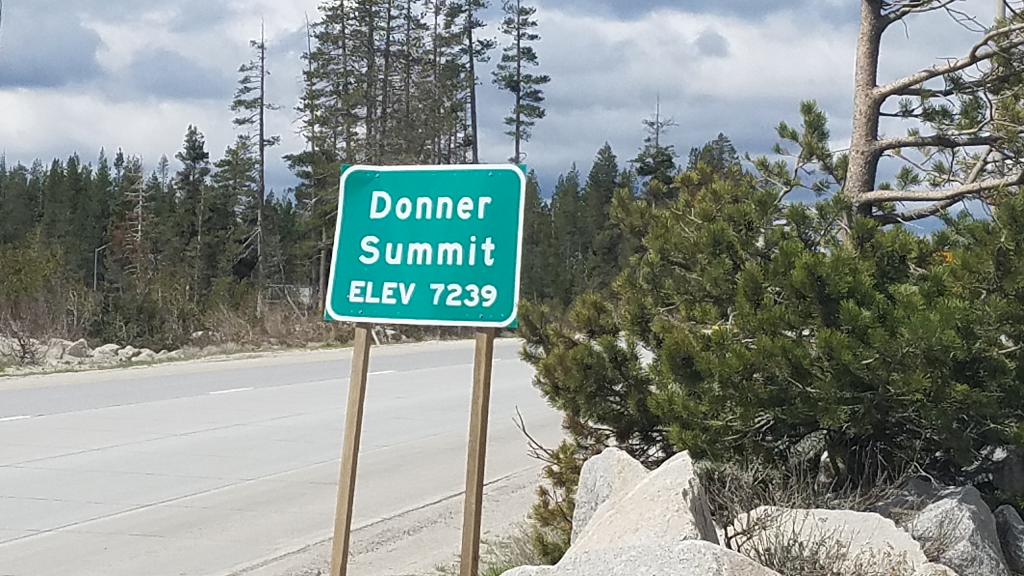 Donner
Summit
ELEV 7239